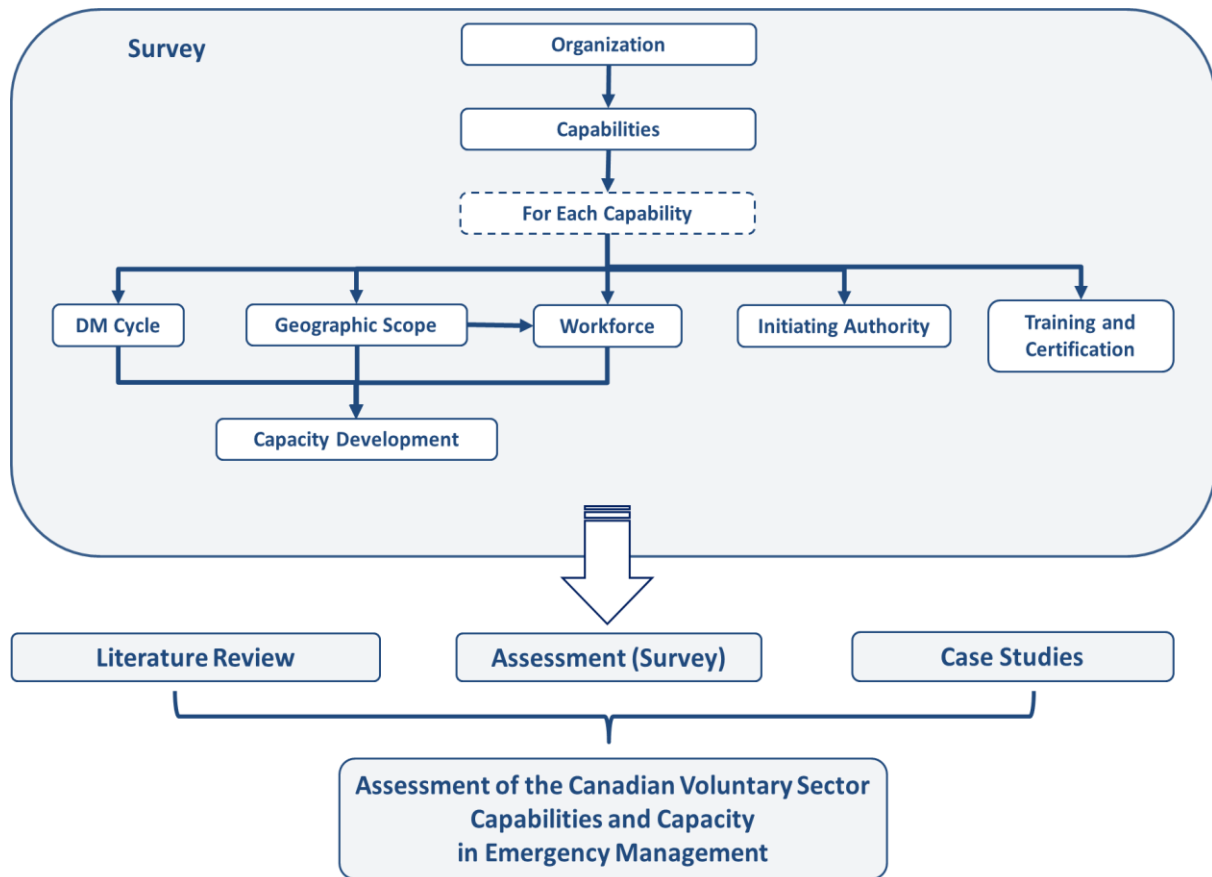 Survey
Organization
Capabilities
For Each Capability
DM Cycle
Geographic Scope
Workforce
Initiating Authority
Training and
Certification
Capacity Development
Literature Review
Assessment (Survey)
Case Studies
Assessment of the Canadian Voluntary Sector
Capabilities and Capacity
in Emergency Management